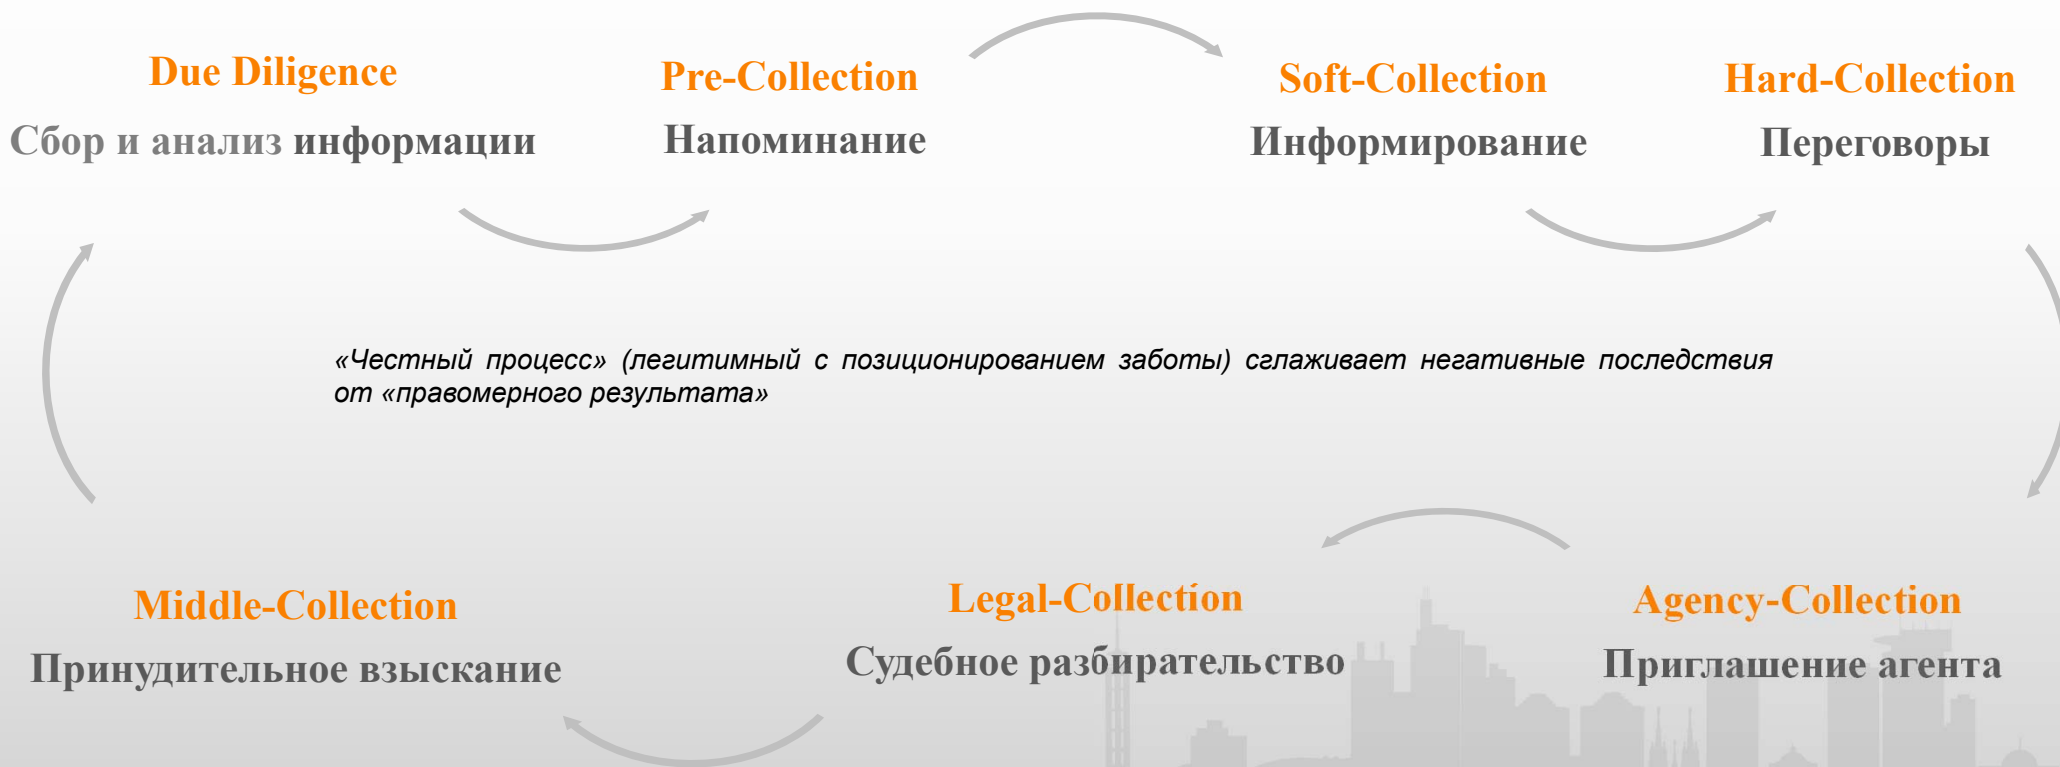 Due Diligence
Сбор и анализ информации
Pre-Collection
Напоминание
Soft-Collection
Информирование
Hard-Collection
Переговоры
«Честный процесс» (легитимный с позиционированием заботы) сглаживает негативные последствия
от «правомерного результата»
Middle-Collection
Принудительное взыскание
Legal-Collection
Судебное разбирательство
Agency-Collection
Приглашение агента